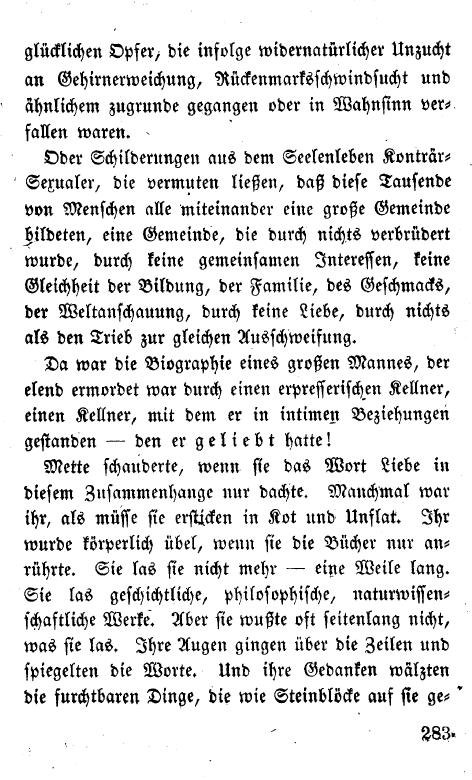 glücklichen Opfer, die infolge widernatürlicher Unzucht
an Gehirnerweichung, Rückenmarksschwindsucht und
ähnlichem zugrunde gegangen oder in Wahnsinn ver-
fallen waren.
Oder Schilderungen aus dem Seelenleben Konträr-
Sexualer, die vermuten ließen, daß diese Tausende
von Menschen alle miteinander eine große Gemeinde
bildeten, eine Gemeinde, die durch nichts verbrüdert
wurde, durch keine gemeinsamen Interessen, keine
Gleichheit der Bildung, der Familie, des Geschmacks,
der Weltanschauung, durch keine Liebe, durch nichts
als den Trieb zur gleichen Ausschweifung.
Da war die Biographie eines großen Mannes, der
elend ermordet war durch einen erpresserischen Kellner,
einen Kellner, mit dem er in intimen Beziehungen
gestanden — den er geliebt hatte!
Mette schauderte, wenn sie das Wort Liebe in
diesem Zusammenhange nur dachte. Manchmal war
ihr, als müsse sie ersticken in Kot und Unflat. Ihr
wurde körperlich übel, wenn sie die Bücher nur an-
rührte. Sie las sie nicht mehr — eine Weile lang.
Sie las geschichtliche, philosophische, naturwissen-
schaftliche Werke. Aber sie wußte oft seitenlang nicht,
was sie las. Ihre Augen gingen über die Zeilen und
spiegelten die Worte. Und ihre Gedanken wälzten
die furchtbaren Dinge, die wie Steinblöcke auf sie ge-
283